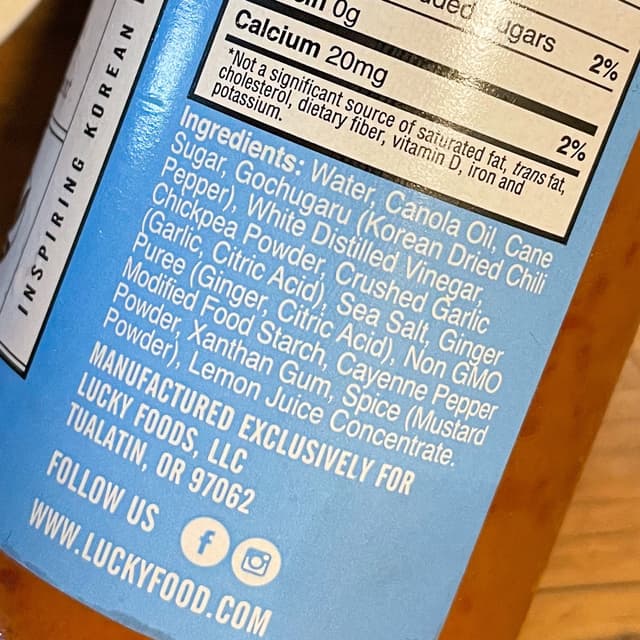 0g
ugars 2%
Calcium 20mg 2%
*Not a significant source of saturated fat, trans fat,
cholesterol, dietary fiber, vitamin D, iron and
potassium.
Ingredients: Water, Canola Oil, Cane
Sugar, Gochugaru (Korean Dried Chili
Pepper), White Distilled Vinegar,
Chickpea Powder, Crushed Garlic
(Garlic, Citric Acid), Sea Salt, Ginger
Puree (Ginger, Citric Acid), Non GMO
Modified Food Starch, Cayenne Pepper
Powder, Xanthan Gum, Spice (Mustard
Powder), Lemon Juice Concentrate.
MANUFACTURED EXCLUSIVELY FOR
LUCKY FOODS, LLC
TUALATIN, OR 97062
FOLLOW US
WWW.LUCKYFOOD.COM
INSPIRING KOREAN